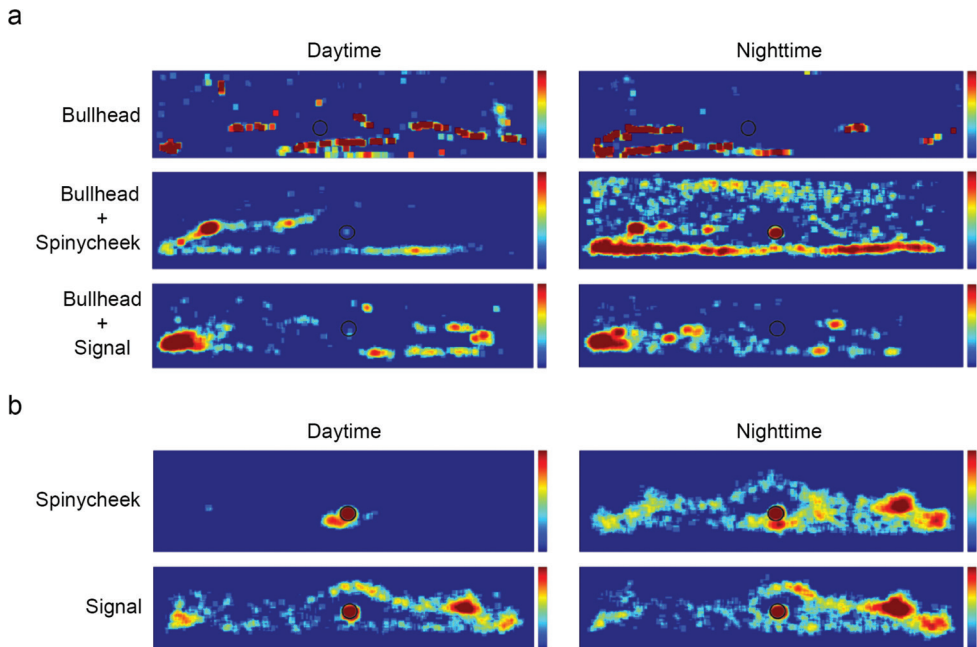 a
Daytime Nighttime
Bullhead
Bullhead
+
Spinycheek
Bullhead
+
Signal
b
Daytime Nighttime
Spinycheek
Signal